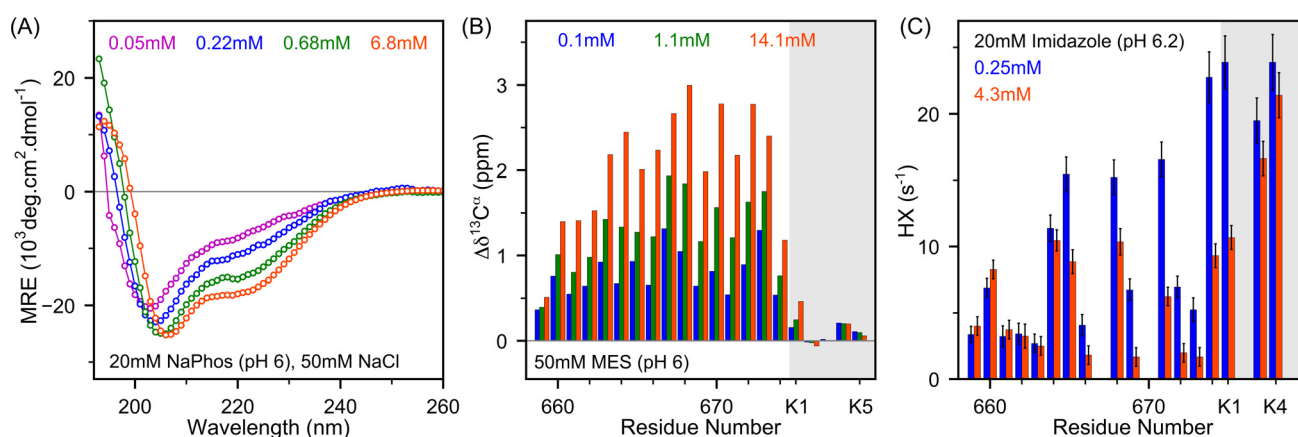 (A)
0.05mM 0.22mM 0.68mM 6.8mM
20
0
−20
MRE (10³deg.cm².dmol⁻¹)
20mM NaPhos (pH 6), 50mM NaCl
200 220 240 260
Wavelength (nm)
(B)
0.1mM 1.1mM 14.1mM
3
2
1
0
Δδ¹³Cᵅ (ppm)
50mM MES (pH 6)
660 670 K1 K5
Residue Number
(C)
20mM Imidazole (pH 6.2)
0.25mM
4.3mM
20
10
0
HX (s⁻¹)
660 670 K1 K4
Residue Number